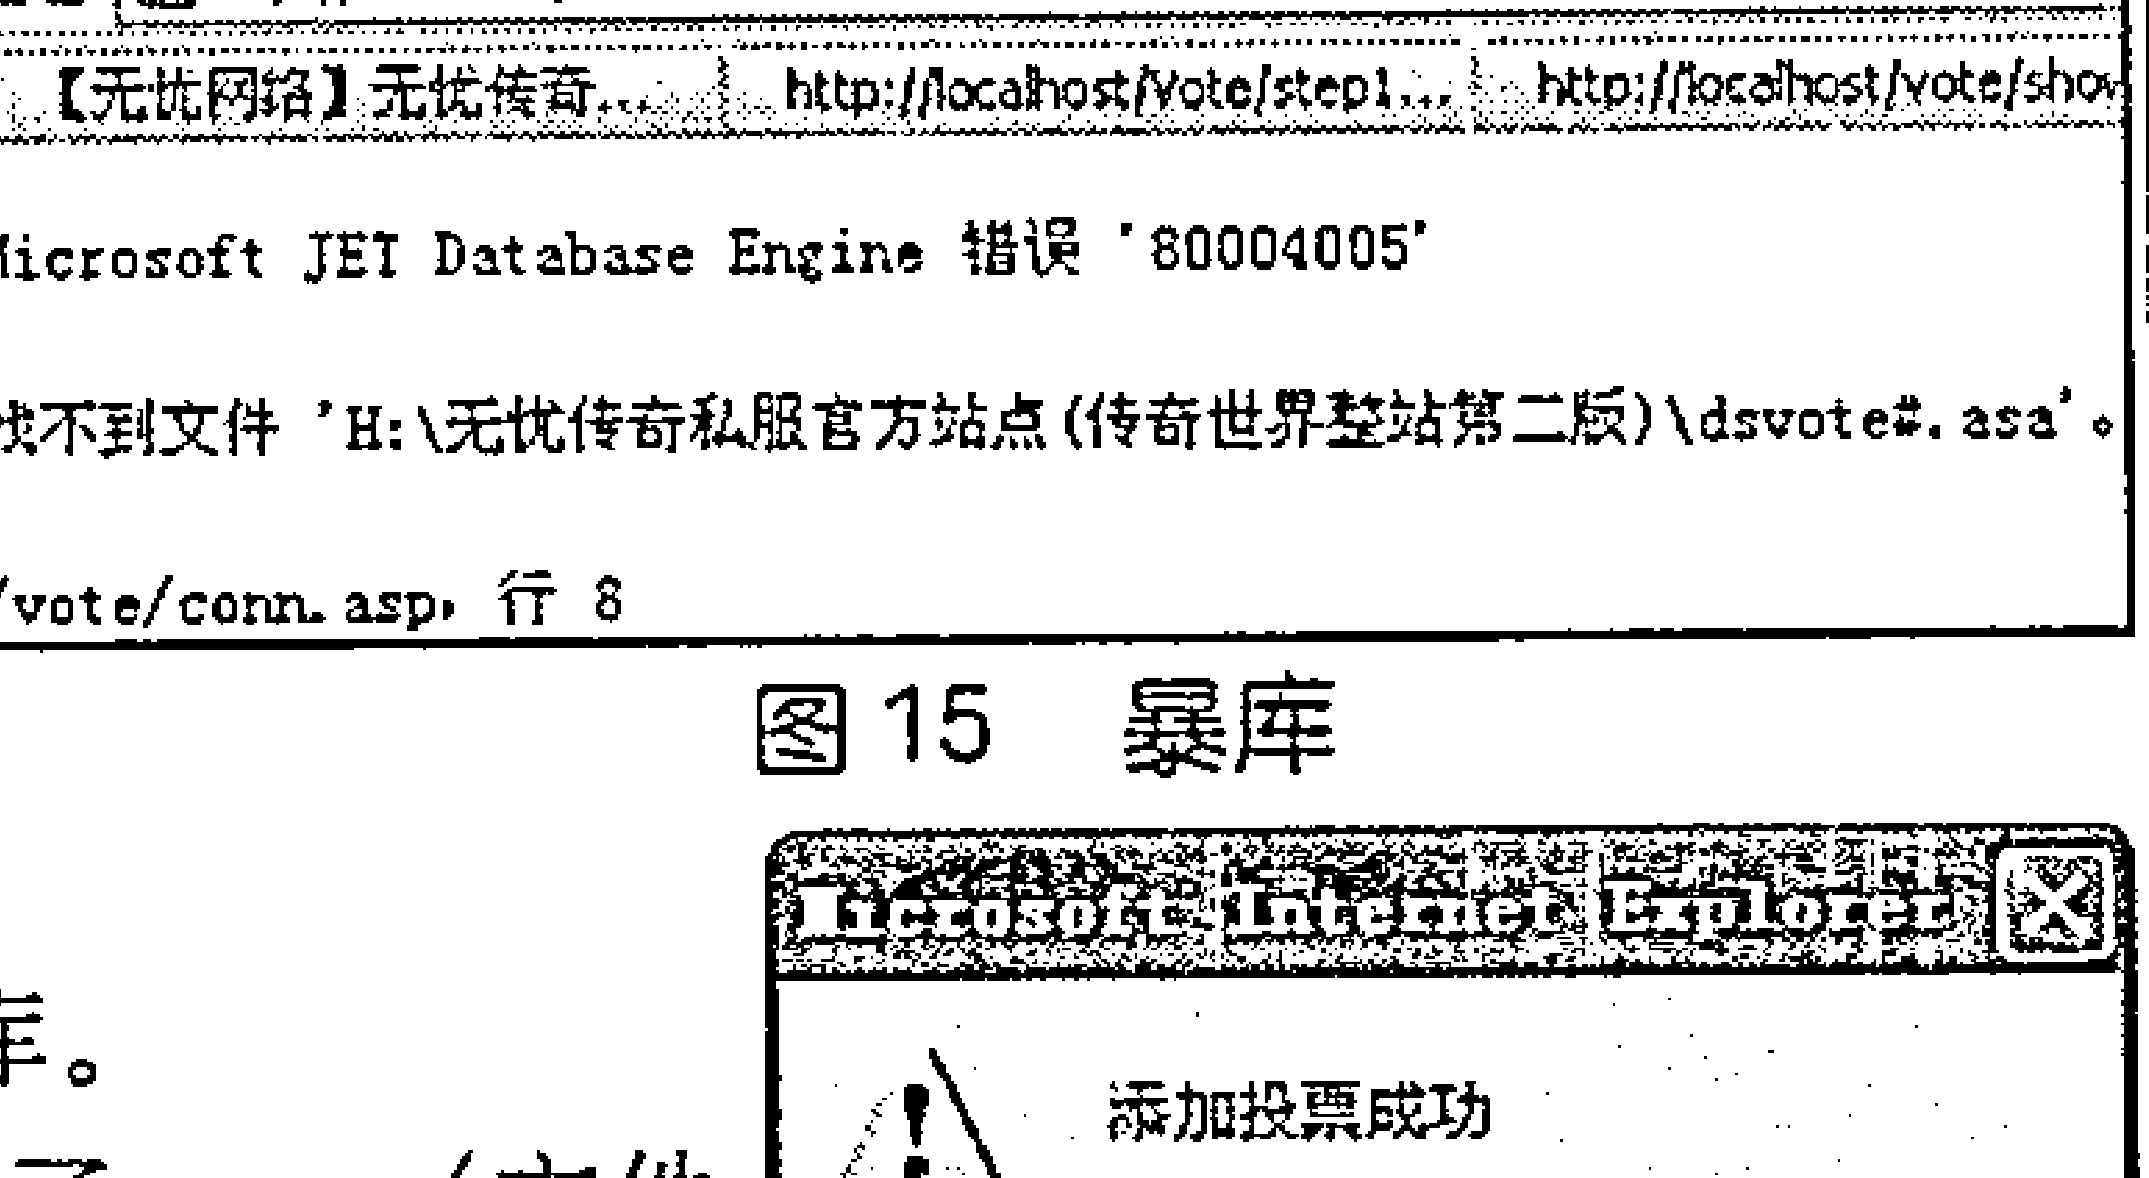 【无忧网络】无忧传奇... http://localhost/Vote/step1... http://localhost/vote/show
Microsoft JET Database Engine 错误 '80004005'
找不到文件 'H:\无忧传奇私服官方站点(传奇世界整站第二版)\dsvote#.asa'。
/vote/conn.asp, 行 8
图 15 暴库
Microsoft Internet Explorer
添加投票成功